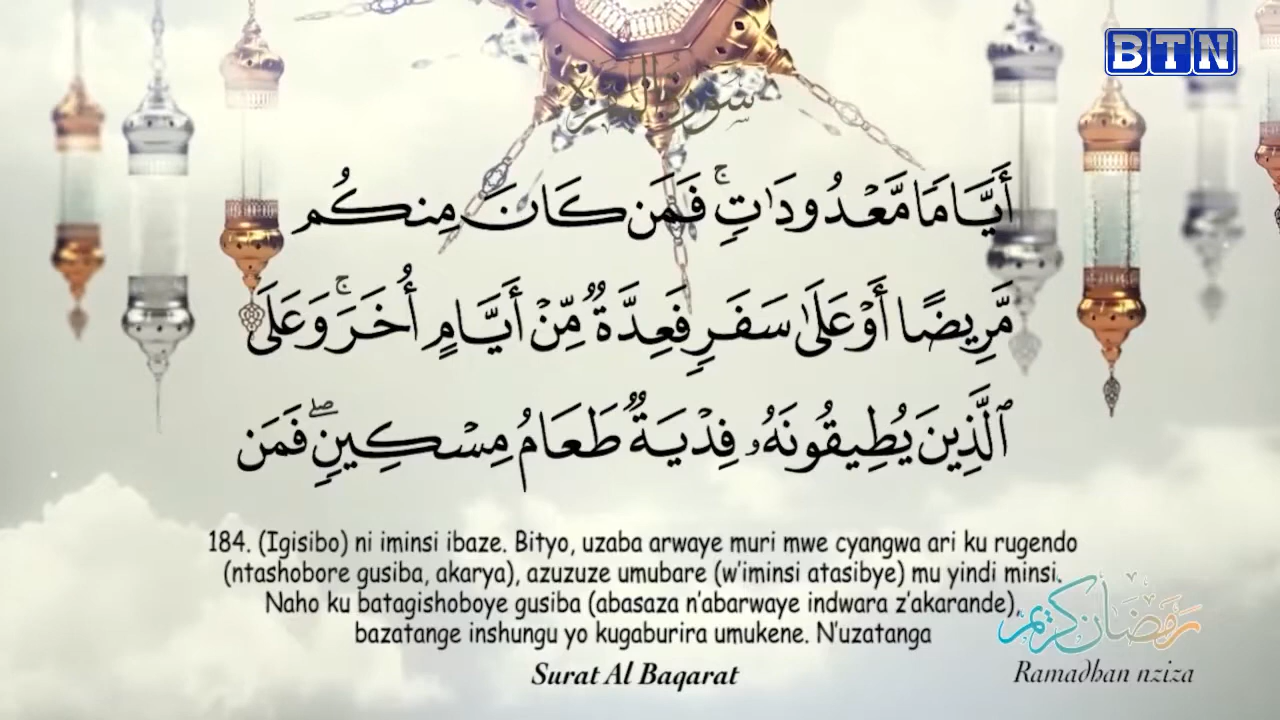 BTN
سورة البقرة
أَيَّامًا مَّعْدُودَٰتٍ ۚ فَمَن كَانَ مِنكُم
مَّرِيضًا أَوْ عَلَىٰ سَفَرٍ فَعِدَّةٌ مِّنْ أَيَّامٍ أُخَرَ ۚ وَعَلَى
ٱلَّذِينَ يُطِيقُونَهُۥ فِدْيَةٌ طَعَامُ مِسْكِينٍ ۖ فَمَن
184. (Igisibo) ni iminsi ibaze. Bityo, uzaba arwaye muri mwe cyangwa ari ku rugendo
(ntashobore gusiba, akarya), azuzuze umubare (w'iminsi atasibye) mu yindi minsi.
Naho ku batagishoboye gusiba (abasaza n'abarwaye indwara z'akarande),
bazatange inshungu yo kugaburira umukene. N'uzatanga
Surat Al Baqarat
رمضان كريم
Ramadhan nziza